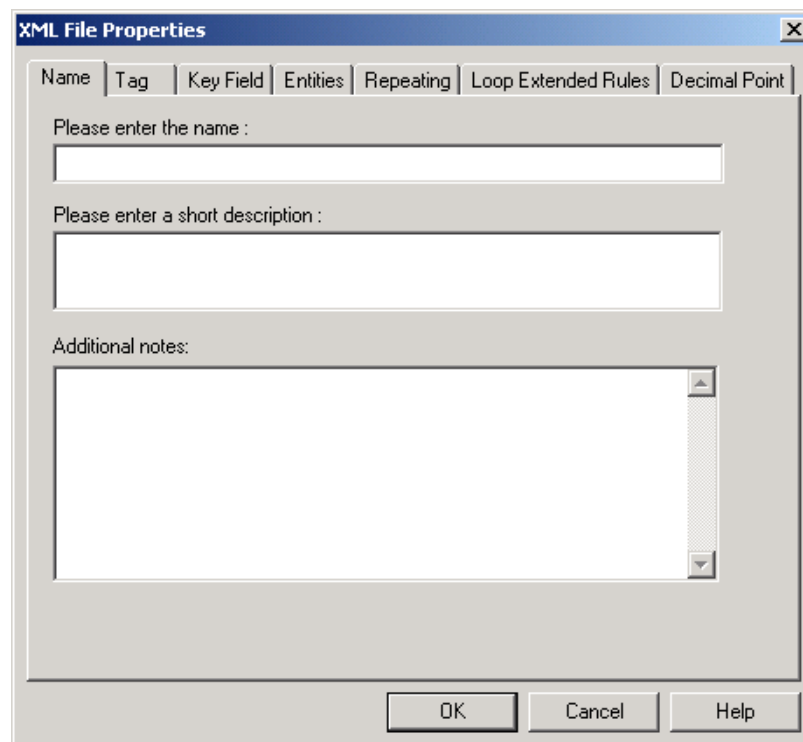 XML File Properties
Name Tag Key Field Entities Repeating Loop Extended Rules Decimal Point
Please enter the name :
Please enter a short description :
Additional notes:
OK Cancel Help